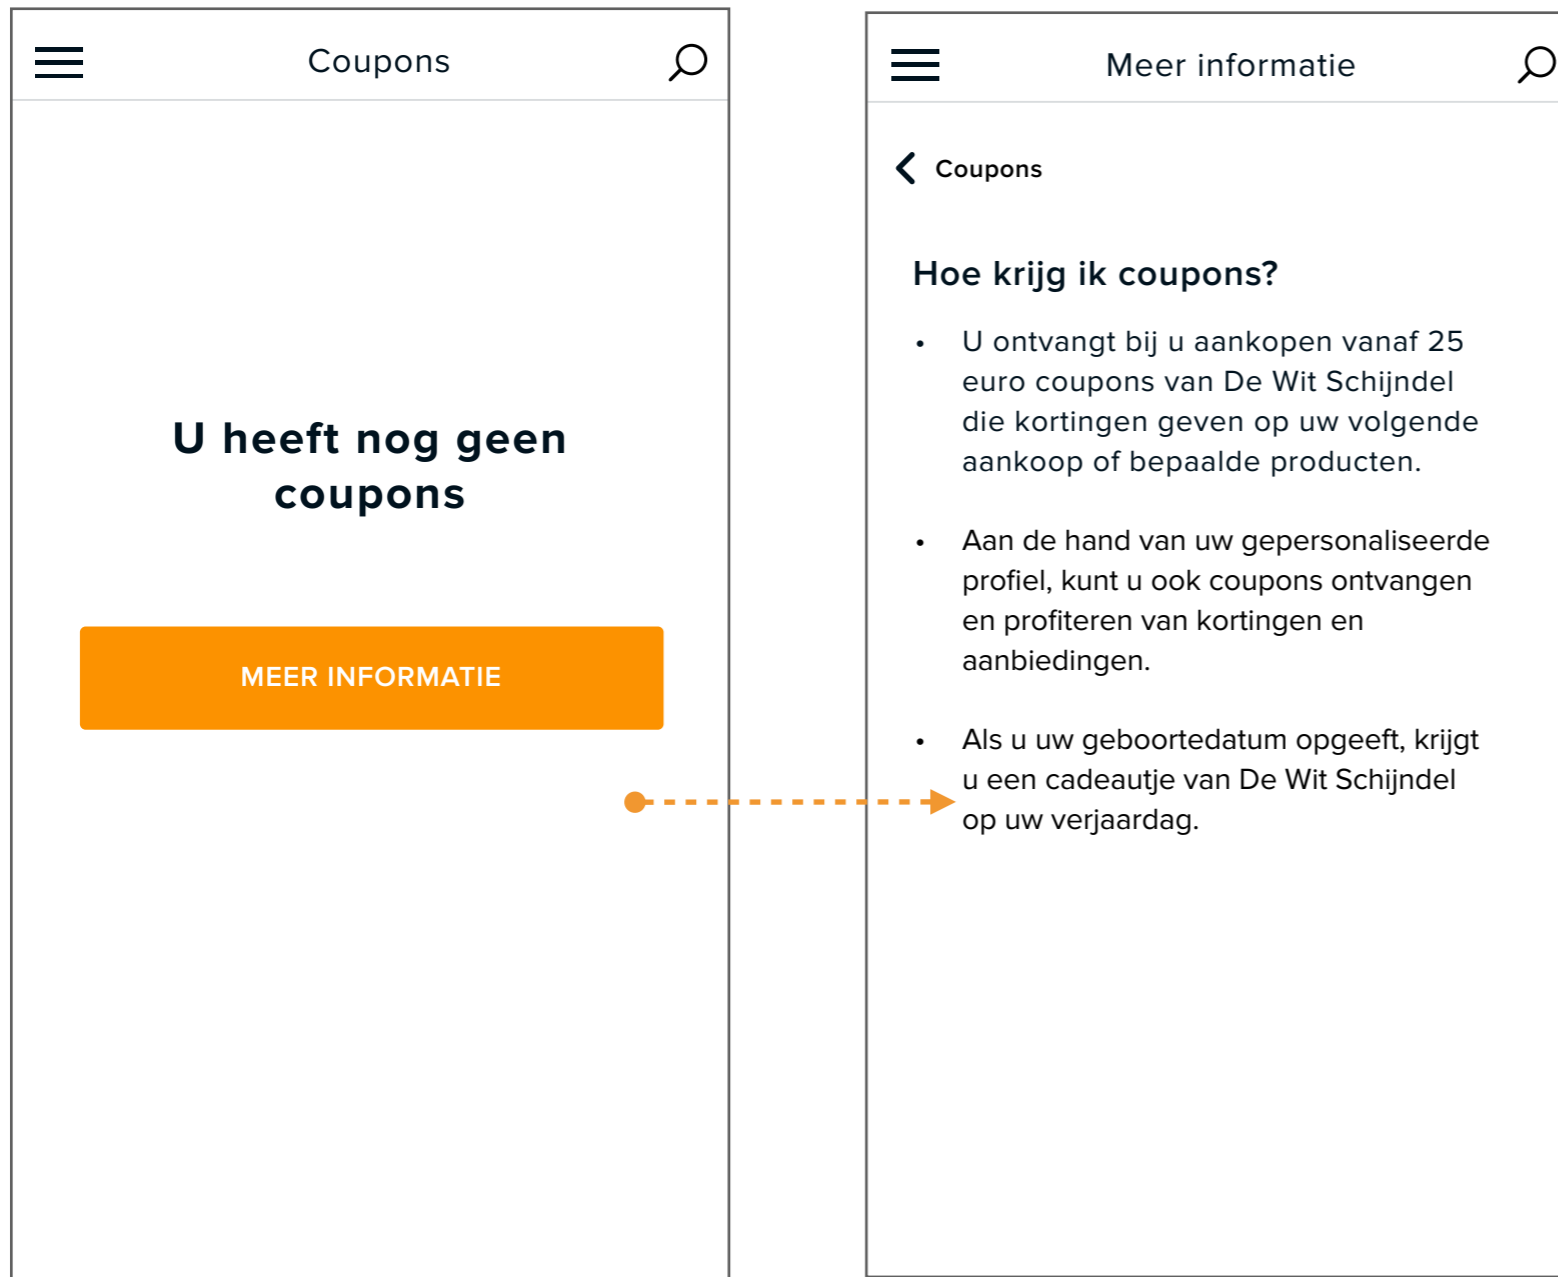 Coupons
U heeft nog geen
coupons
MEER INFORMATIE
Meer informatie
Coupons
Hoe krijg ik coupons?
• U ontvangt bij u aankopen vanaf 25
euro coupons van De Wit Schijndel
die kortingen geven op uw volgende
aankoop of bepaalde producten.
• Aan de hand van uw gepersonaliseerde
profiel, kunt u ook coupons ontvangen
en profiteren van kortingen en
aanbiedingen.
• Als u uw geboortedatum opgeeft, krijgt
u een cadeautje van De Wit Schijndel
op uw verjaardag.